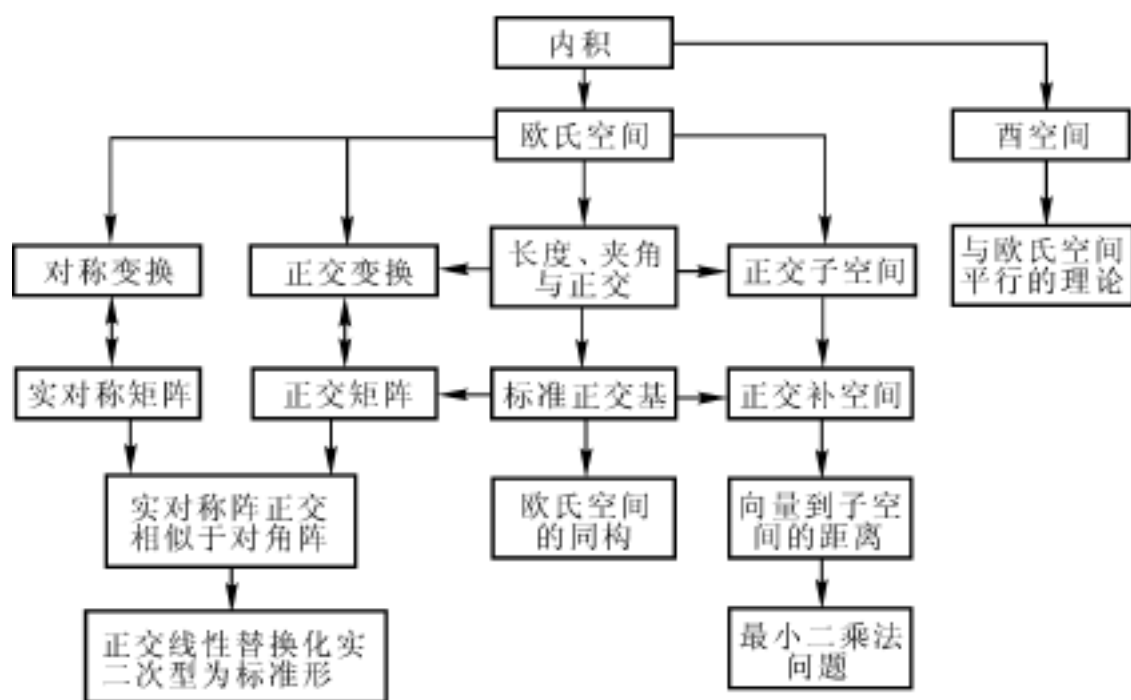 内积
欧氏空间
酉空间
对称变换
正交变换
长度、夹角
与正交
正交子空间
与欧氏空间
平行的理论
实对称矩阵
正交矩阵
标准正交基
正交补空间
实对称阵正交
相似于对角阵
欧氏空间
的同构
向量到子空
间的距离
正交线性替换化实
二次型为标准形
最小二乘法
问题